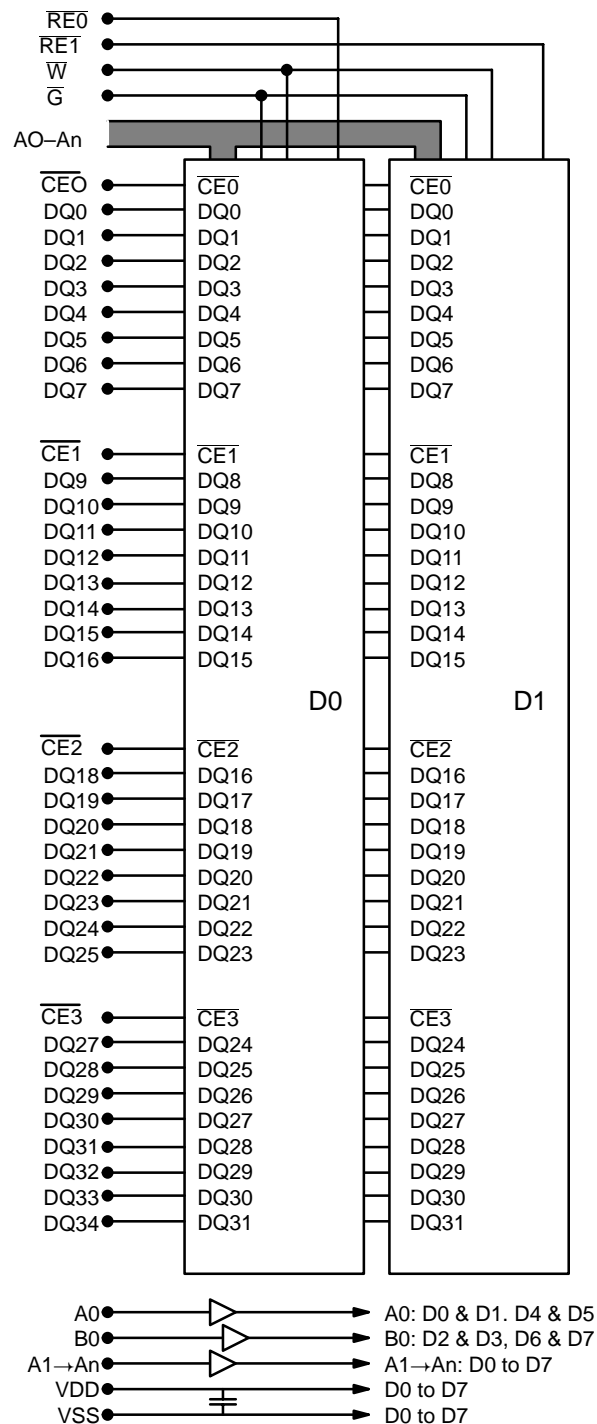 RE0
RE1
W
G
AO–An
CEO CE0 CE0
DQ0 DQ0 DQ0
DQ1 DQ1 DQ1
DQ2 DQ2 DQ2
DQ3 DQ3 DQ3
DQ4 DQ4 DQ4
DQ5 DQ5 DQ5
DQ6 DQ6 DQ6
DQ7 DQ7 DQ7
CE1 CE1 CE1
DQ9 DQ8 DQ8
DQ10 DQ9 DQ9
DQ11 DQ10 DQ10
DQ12 DQ11 DQ11
DQ13 DQ12 DQ12
DQ14 DQ13 DQ13
DQ15 DQ14 DQ14
DQ16 DQ15 DQ15
D0 D1
CE2 CE2 CE2
DQ18 DQ16 DQ16
DQ19 DQ17 DQ17
DQ20 DQ18 DQ18
DQ21 DQ19 DQ19
DQ22 DQ20 DQ20
DQ23 DQ21 DQ21
DQ24 DQ22 DQ22
DQ25 DQ23 DQ23
CE3 CE3 CE3
DQ27 DQ24 DQ24
DQ28 DQ25 DQ25
DQ29 DQ26 DQ26
DQ30 DQ27 DQ27
DQ31 DQ28 DQ28
DQ32 DQ29 DQ29
DQ33 DQ30 DQ30
DQ34 DQ31 DQ31
A0 A0: D0 & D1. D4 & D5
B0 B0: D2 & D3, D6 & D7
A1→An A1→An: D0 to D7
VDD D0 to D7
VSS D0 to D7